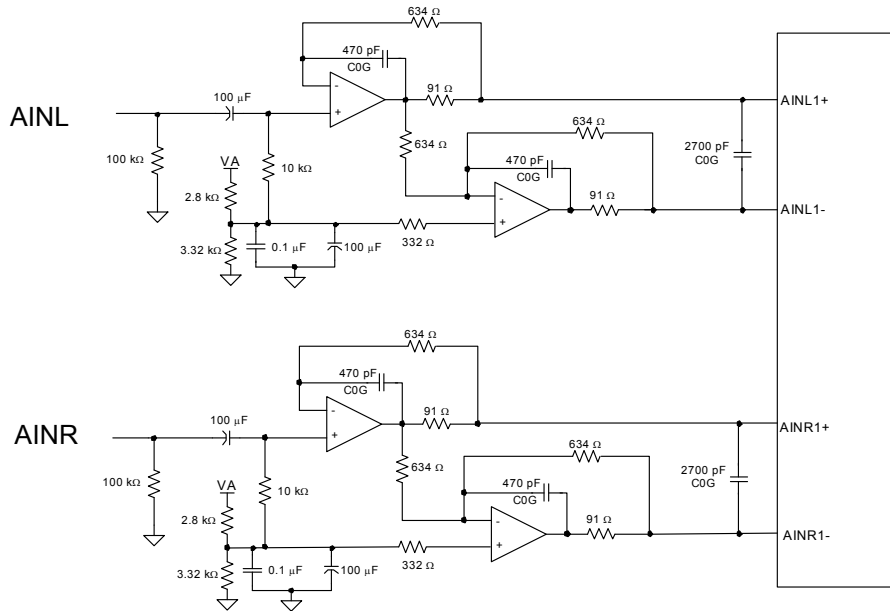 634 Ω
470 pF
C0G
-
+
91 Ω
AINL1+
AINL
100 µF
634 Ω
634 Ω
470 pF
C0G
2700 pF
C0G
100 kΩ
VA
10 kΩ
2.8 kΩ
-
+
91 Ω
AINL1-
3.32 kΩ
0.1 µF
100 µF
332 Ω
634 Ω
470 pF
C0G
-
+
91 Ω
AINR1+
AINR
100 µF
634 Ω
634 Ω
470 pF
C0G
2700 pF
C0G
100 kΩ
VA
10 kΩ
2.8 kΩ
-
+
91 Ω
AINR1-
3.32 kΩ
0.1 µF
100 µF
332 Ω